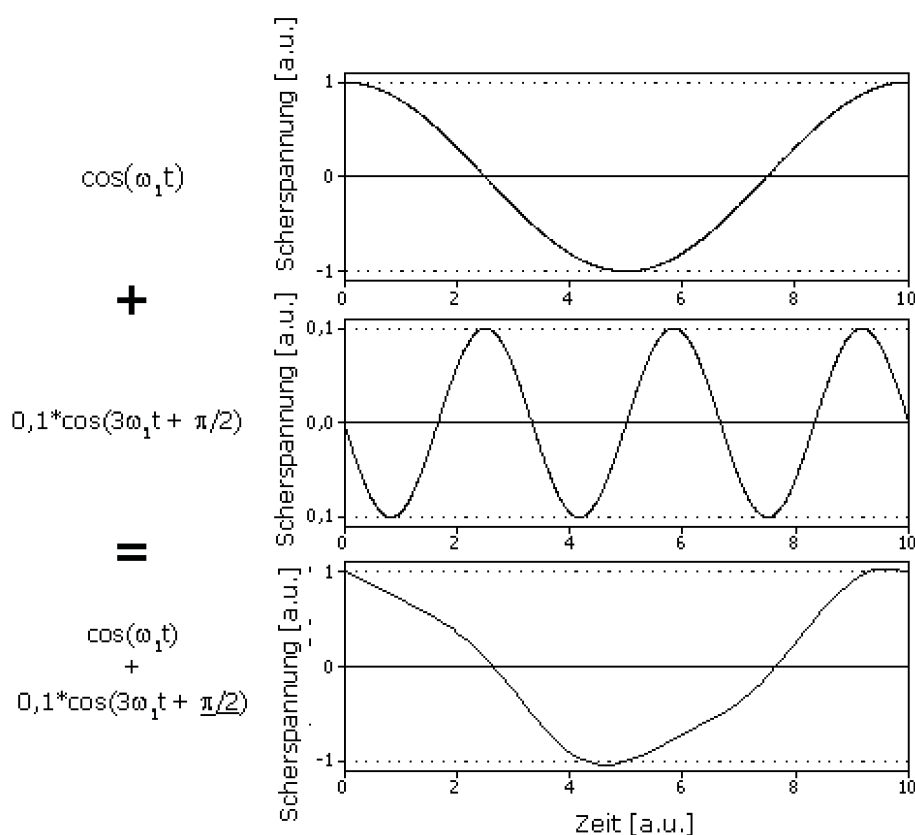 Scherspannung [a.u.]
1
0
-1
0 2 4 6 8 10
cos(ω₁t)
+
Scherspannung [a.u.]
0,1
0,0
0,1
0 2 4 6 8 10
0,1*cos(3ω₁t + π/2)
=
Scherspannung [a.u.]
1
0
-1
0 2 4 6 8 10
Zeit [a.u.]
cos(ω₁t)
+
0,1*cos(3ω₁t + π/2)